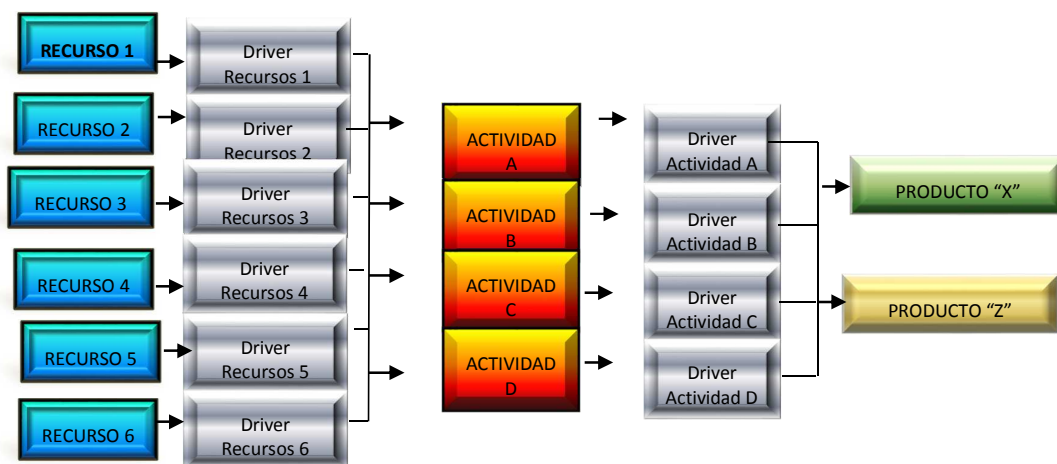 RECURSO 1
RECURSO 2
RECURSO 3
RECURSO 4
RECURSO 5
RECURSO 6
Driver
Recursos 1
Driver
Recursos 2
Driver
Recursos 3
Driver
Recursos 4
Driver
Recursos 5
Driver
Recursos 6
ACTIVIDAD
A
ACTIVIDAD
B
ACTIVIDAD
C
ACTIVIDAD
D
Driver
Actividad A
Driver
Actividad B
Driver
Actividad C
Driver
Actividad D
PRODUCTO “X”
PRODUCTO “Z”